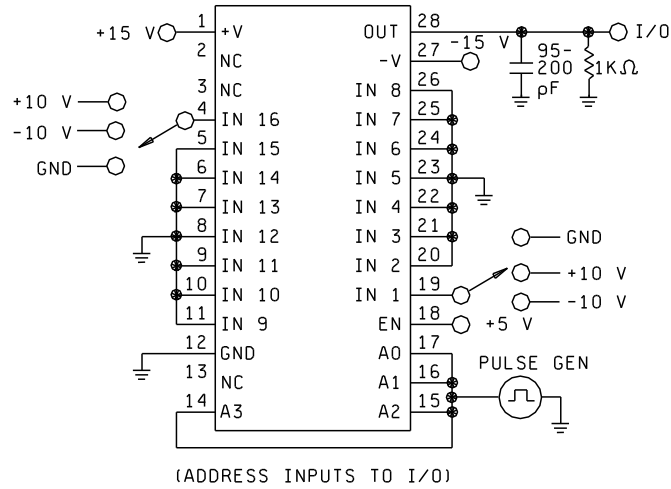 1 +V OUT 28 I/O
+15 V
2 NC -V 27 -15 V
95-
200
pF
1KΩ
3 NC IN 8 26
+10 V
4 IN 16 IN 7 25
-10 V
5 IN 15 IN 6 24
GND
6 IN 14 IN 5 23
7 IN 13 IN 4 22
8 IN 12 IN 3 21
GND
9 IN 11 IN 2 20
+10 V
10 IN 10 IN 1 19
-10 V
11 IN 9 EN 18 +5 V
12 GND A0 17
PULSE GEN
13 NC A1 16
14 A3 A2 15
(ADDRESS INPUTS TO I/O)